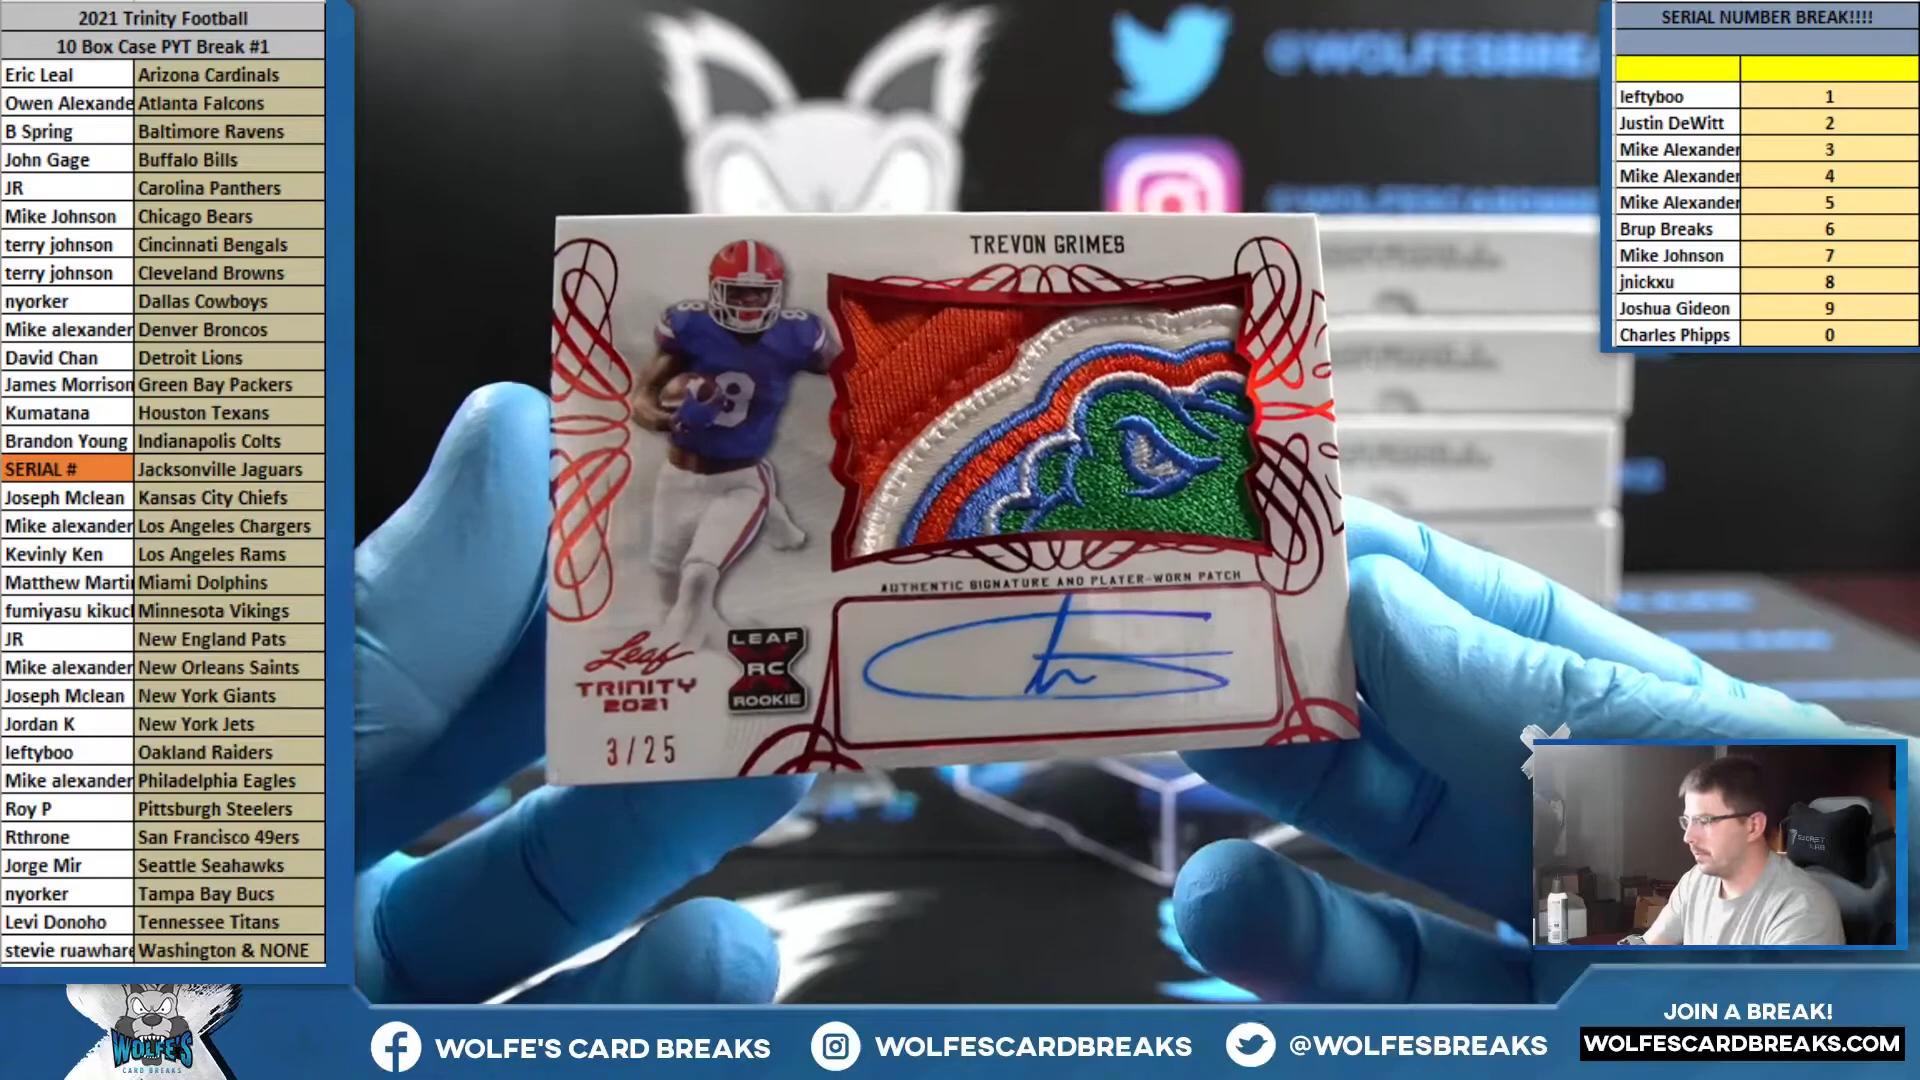 2021 Trinity Football
10 Box Case PYT Break #1
Eric Leal Arizona Cardinals
Owen Alexande Atlanta Falcons
B Spring Baltimore Ravens
John Gage Buffalo Bills
JR Carolina Panthers
Mike Johnson Chicago Bears
terry johnson Cincinnati Bengals
terry johnson Cleveland Browns
nyorker Dallas Cowboys
Mike alexander Denver Broncos
David Chan Detroit Lions
James Morrison Green Bay Packers
Kumatana Houston Texans
Brandon Young Indianapolis Colts
SERIAL # Jacksonville Jaguars
Joseph Mclean Kansas City Chiefs
Mike alexander Los Angeles Chargers
Kevinly Ken Los Angeles Rams
Matthew Marti Miami Dolphins
fumiyasu kikuc Minnesota Vikings
JR New England Pats
Mike alexander New Orleans Saints
Joseph Mclean New York Giants
Jordan K New York Jets
leftyboo Oakland Raiders
Mike alexander Philadelphia Eagles
Roy P Pittsburgh Steelers
Rthrone San Francisco 49ers
Jorge Mir Seattle Seahawks
nyorker Tampa Bay Bucs
Levi Donoho Tennessee Titans
stevie ruawhare Washington & NONE
@WOLFESBREA
TREVON GRIMES
8 8
18
AUTHENTIC SIGNATURE AND PLAYER-WORN PATCH
Leaf
TRINITY
2021
LEAF
RC
ROOKIE
3/25
SERIAL NUMBER BREAK!!!!
leftyboo 1
Justin DeWitt 2
Mike Alexander 3
Mike Alexander 4
Mike Alexander 5
Brup Breaks 6
Mike Johnson 7
jnickxu 8
Joshua Gideon 9
Charles Phipps 0
SECRET
LAB
WOLFE'S
CARD BREAKS
WOLFE'S CARD BREAKS
WOLFESCARDBREAKS
@WOLFESBREAKS
JOIN A BREAK!
WOLFESCARDBREAKS.COM